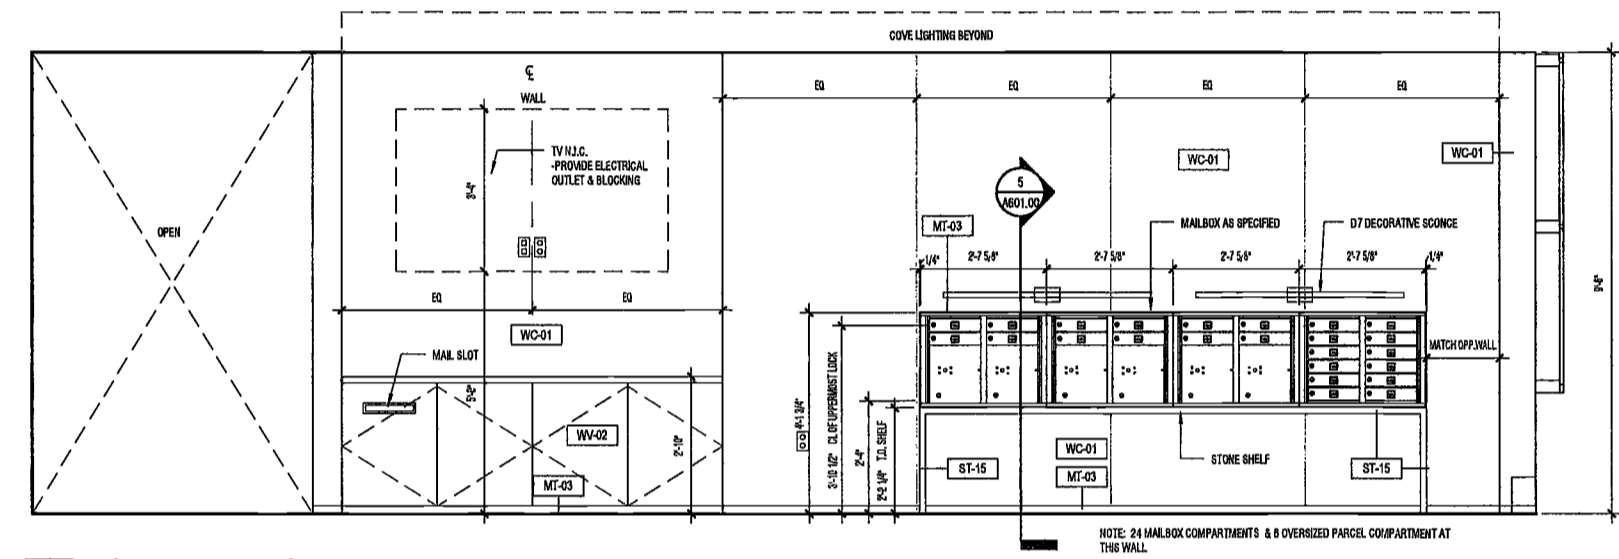 COVE LIGHTING BEYOND
℄
WALL
EQ
EQ
EQ
EQ
TV N.I.C.
-PROVIDE ELECTRICAL
OUTLET & BLOCKING
3'-4"
OPEN
WC-01
WC-01
5
A601.00
MT-03
MAILBOX AS SPECIFIED
D7 DECORATIVE SCONCE
1/4"
2'-7 5/8"
2'-7 5/8"
2'-7 5/8"
2'-7 5/8"
1/4"
9'-6"
EQ
EQ
WC-01
MAIL SLOT
MATCH OPP.WALL
5'-2"
4'-1 3/4"
3'-10 1/2" CL OF UPPERMOST LOCK
2'-4"
2'-2 1/4" T.O. SHELF
2'-10"
WV-02
MT-03
WC-01
MT-03
ST-15
STONE SHELF
ST-15
NOTE: 24 MAILBOX COMPARTMENTS & 6 OVERSIZED PARCEL COMPARTMENT AT
THIS WALL